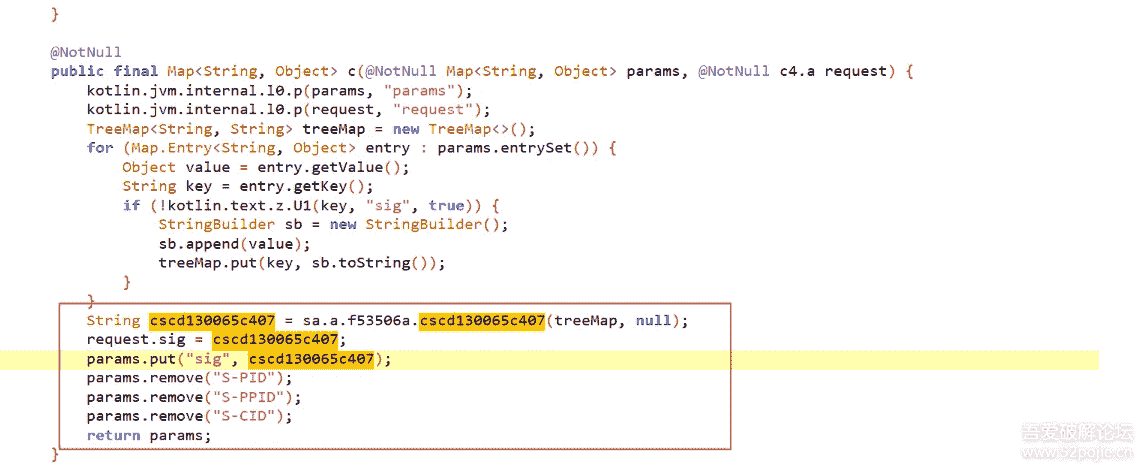 }
@NotNull
public final Map<String, Object> c(@NotNull Map<String, Object> params, @NotNull c4.a request) {
kotlin.jvm.internal.l0.p(params, "params");
kotlin.jvm.internal.l0.p(request, "request");
TreeMap<String, String> treeMap = new TreeMap<>();
for (Map.Entry<String, Object> entry : params.entrySet()) {
Object value = entry.getValue();
String key = entry.getKey();
if (!kotlin.text.z.U1(key, "sig", true)) {
StringBuilder sb = new StringBuilder();
sb.append(value);
treeMap.put(key, sb.toString());
}
}
String cscd130065c407 = sa.a.f53506a.cscd130065c407(treeMap, null);
request.sig = cscd130065c407;
params.put("sig", cscd130065c407);
params.remove("S-PID");
params.remove("S-PPID");
params.remove("S-CID");
return params;
}
吾爱破解论坛
www.52pojie.cn